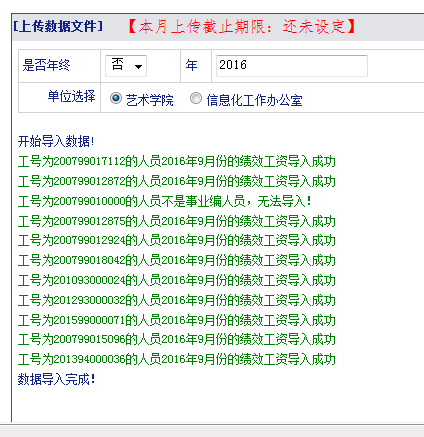 [上传数据文件] 【本月上传截止期限：还未设定】
是否年终 否 年 2016
单位选择 艺术学院 信息化工作办公室
开始导入数据!
工号为200799017112的人员2016年9月份的绩效工资导入成功
工号为200799012872的人员2016年9月份的绩效工资导入成功
工号为200799010000的人员不是事业编人员，无法导入!
工号为200799012875的人员2016年9月份的绩效工资导入成功
工号为200799012924的人员2016年9月份的绩效工资导入成功
工号为200799018042的人员2016年9月份的绩效工资导入成功
工号为201093000024的人员2016年9月份的绩效工资导入成功
工号为201293000032的人员2016年9月份的绩效工资导入成功
工号为201599000071的人员2016年9月份的绩效工资导入成功
工号为200799015096的人员2016年9月份的绩效工资导入成功
工号为201394000036的人员2016年9月份的绩效工资导入成功
数据导入完成!